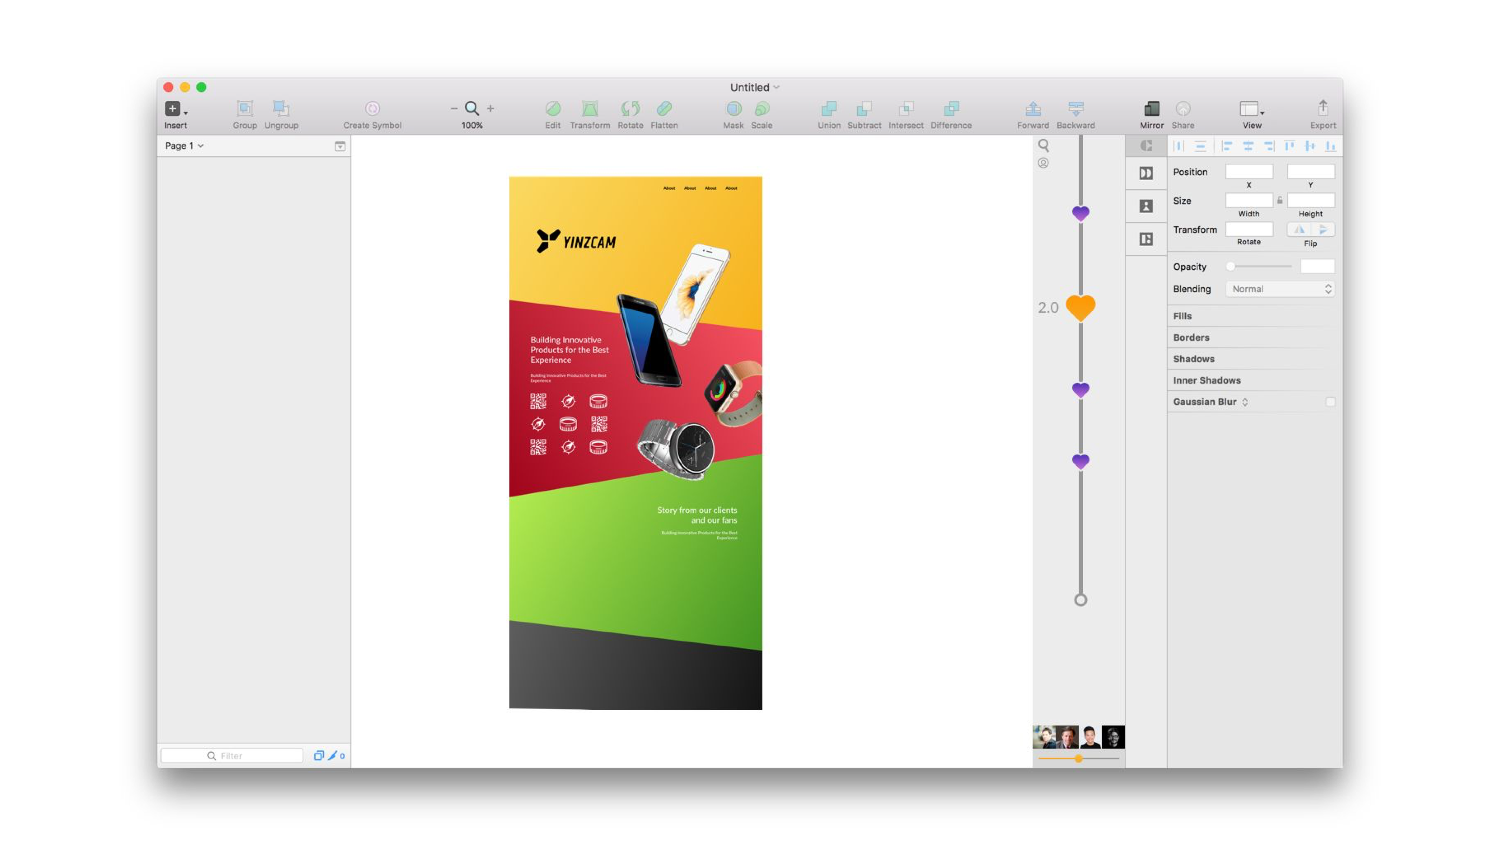 Untitled
Insert
Group
Ungroup
Create Symbol
100%
Edit
Transform
Rotate
Flatten
Mask
Scale
Union
Subtract
Intersect
Difference
Forward
Backward
Mirror
Share
View
Export
Page 1
About About About About
YINZCAM
Building Innovative
Products for the Best
Experience
Building Innovative Products for the Best
Experience
Story from our clients
and our fans
Building Innovative Products for the Best
Experience
2.0
Position
X
Y
Size
Width
Height
Transform
Rotate
Flip
Opacity
Blending
Normal
Fills
Borders
Shadows
Inner Shadows
Gaussian Blur
Filter
0